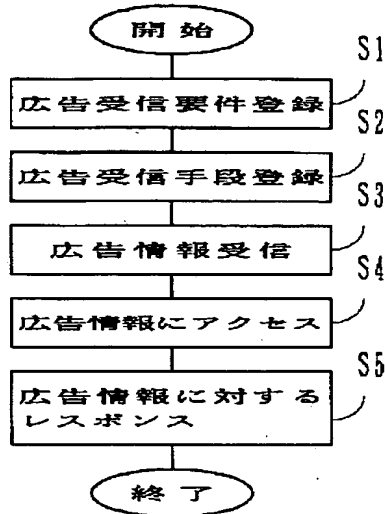 開始
S1
広告受信要件登録
S2
広告受信手段登録
S3
広告情報受信
S4
広告情報にアクセス
S5
広告情報に対する
レスポンス
終了